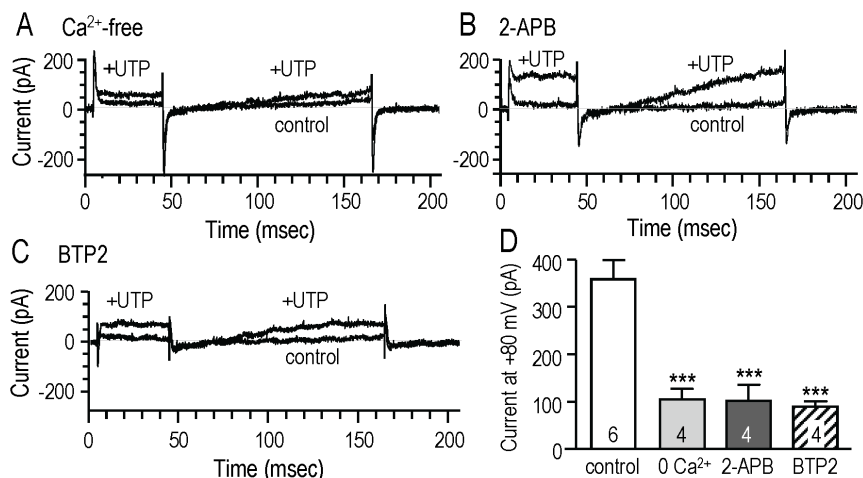 A
Ca²⁺-free
+UTP
+UTP
control
Current (pA)
200
0
-200
0
50
100
150
200
Time (msec)
B
2-APB
+UTP
+UTP
control
Current (pA)
200
0
-200
0
50
100
150
200
Time (msec)
C
BTP2
+UTP
+UTP
control
Current (pA)
200
0
-200
0
50
100
150
200
Time (msec)
D
Current at +80 mV (pA)
400
300
200
100
0
***
***
***
6
4
4
4
control
0 Ca²⁺
2-APB
BTP2